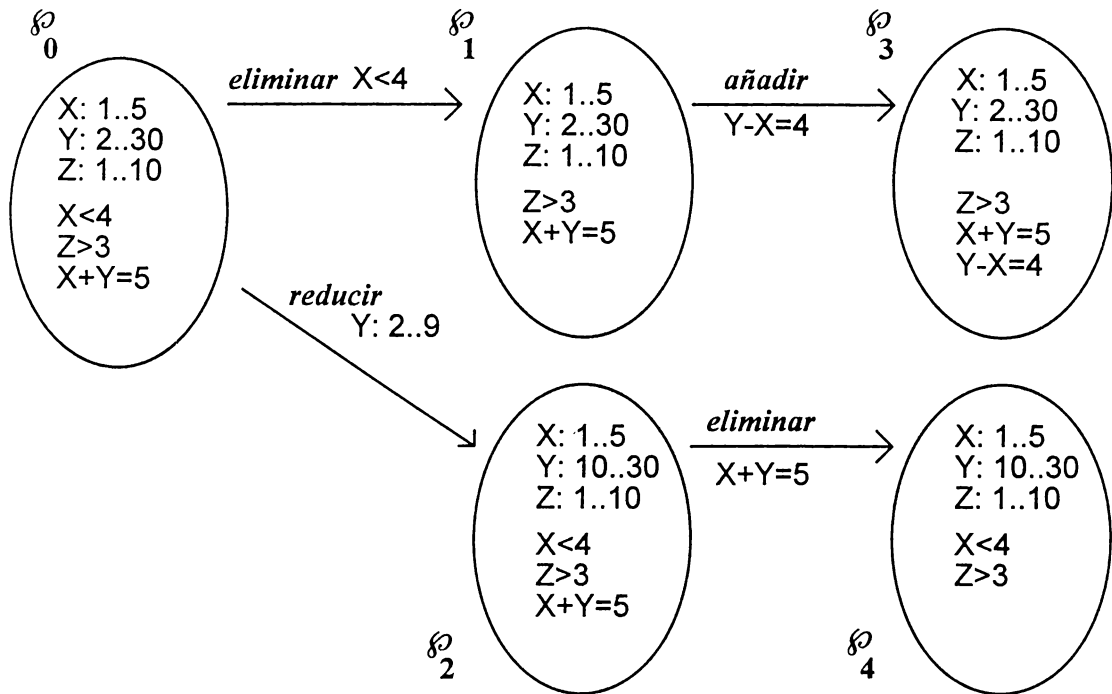 ℘
0
X: 1..5
Y: 2..30
Z: 1..10
X<4
Z>3
X+Y=5
eliminar X<4
℘
1
X: 1..5
Y: 2..30
Z: 1..10
Z>3
X+Y=5
añadir
Y-X=4
℘
3
X: 1..5
Y: 2..30
Z: 1..10
Z>3
X+Y=5
Y-X=4
reducir
Y: 2..9
X: 1..5
Y: 10..30
Z: 1..10
X<4
Z>3
X+Y=5
℘
2
eliminar
X+Y=5
X: 1..5
Y: 10..30
Z: 1..10
X<4
Z>3
℘
4